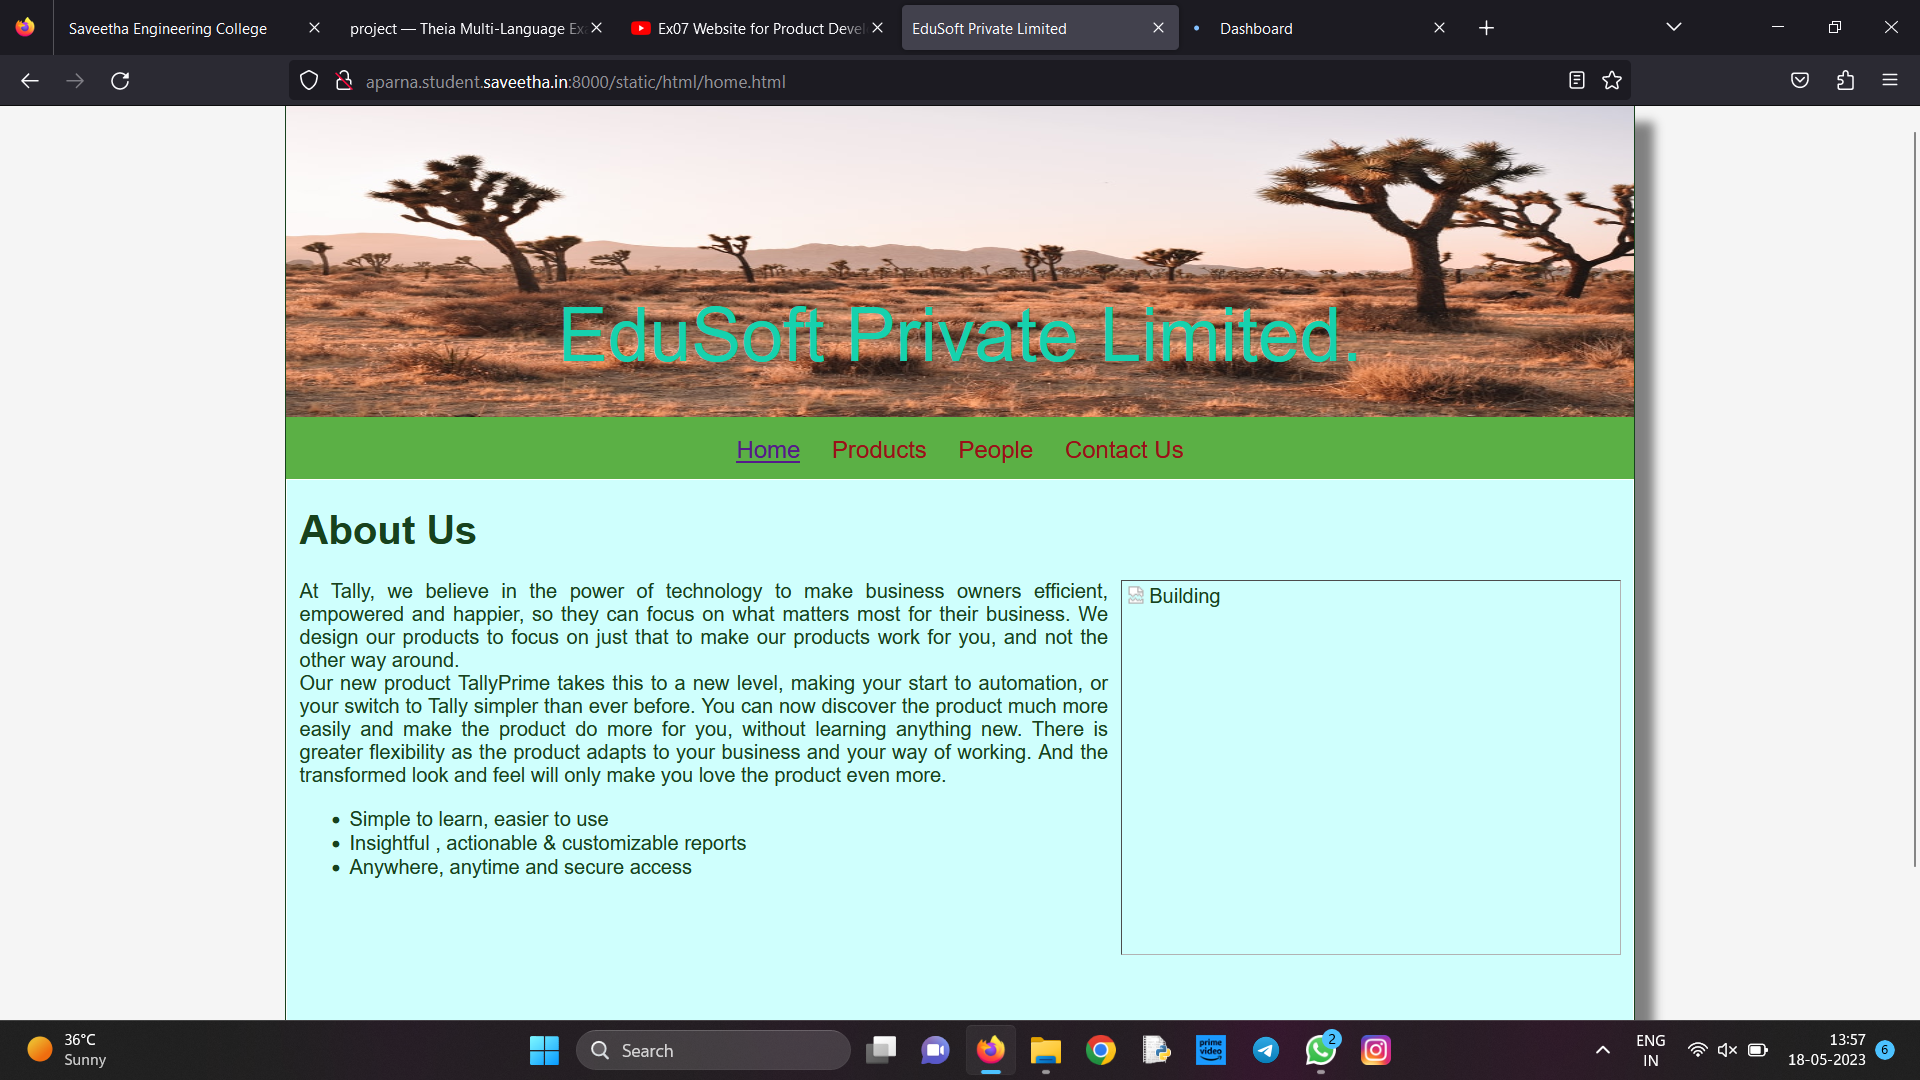 Saveetha Engineering College
project — Theia Multi-Language Ex
Ex07 Website for Product Devel
EduSoft Private Limited
Dashboard
aparna.student.saveetha.in:8000/static/html/home.html
EduSoft Private Limited.
Home Products People Contact Us
About Us
At Tally, we believe in the power of technology to make business owners efficient,
empowered and happier, so they can focus on what matters most for their business. We
design our products to focus on just that to make our products work for you, and not the
other way around.
Our new product TallyPrime takes this to a new level, making your start to automation, or
your switch to Tally simpler than ever before. You can now discover the product much more
easily and make the product do more for you, without learning anything new. There is
greater flexibility as the product adapts to your business and your way of working. And the
transformed look and feel will only make you love the product even more.
Building
• Simple to learn, easier to use
• Insightful , actionable & customizable reports
• Anywhere, anytime and secure access
36°C
Sunny
Search
prime
video
2
ENG
IN
13:57
18-05-2023
6